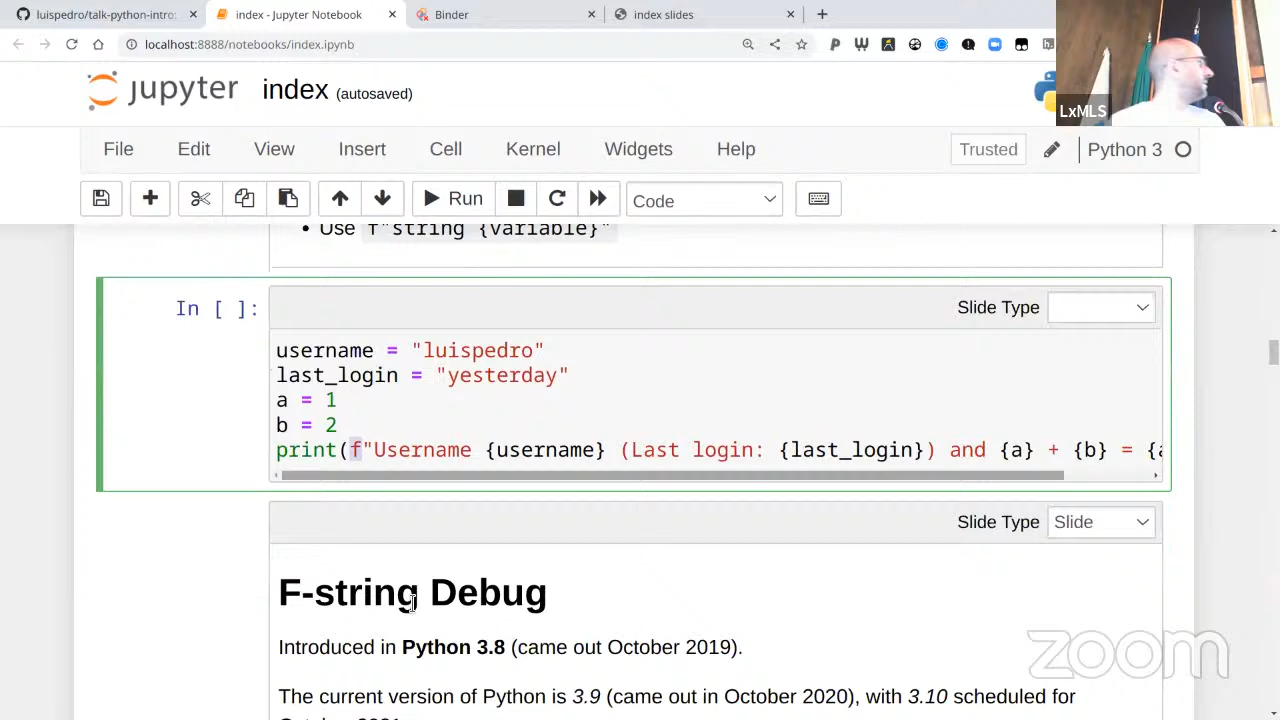 luispedro/talk-python-intro:
index - Jupyter Notebook
Binder
index slides
localhost:8888/notebooks/index.ipynb
LxMLS
jupyter index (autosaved)
File Edit View Insert Cell Kernel Widgets Help
Trusted
Python 3
Run
Code
• Use f"string {variable}"
In [ ]:
Slide Type
username = "luispedro"
last_login = "yesterday"
a = 1
b = 2
print(f"Username {username} (Last login: {last_login}) and {a} + {b} = {a
Slide Type Slide
F-string Debug
Introduced in Python 3.8 (came out October 2019).
The current version of Python is 3.9 (came out in October 2020), with 3.10 scheduled for
zoom